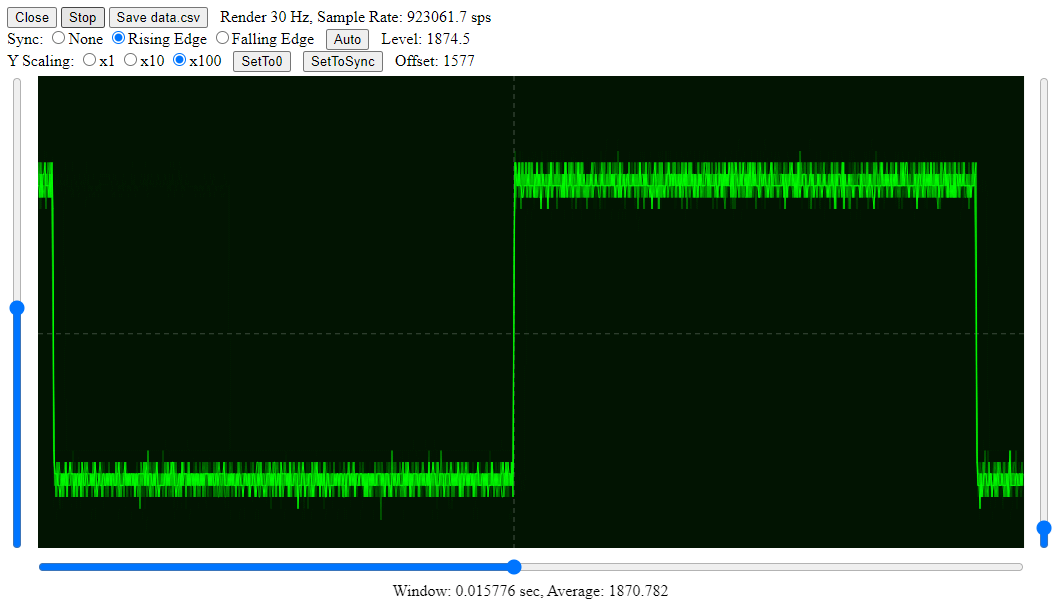 Close Stop Save data.csv Render 30 Hz, Sample Rate: 923061.7 sps
Sync: None Rising Edge Falling Edge Auto Level: 1874.5
Y Scaling: x1 x10 x100 SetTo0 SetToSync Offset: 1577
Window: 0.015776 sec, Average: 1870.782